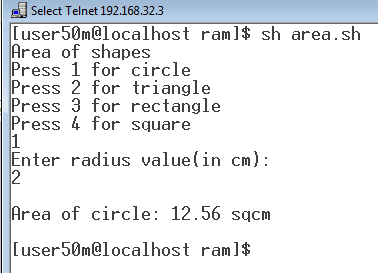 Select Telnet 192.168.32.3
[user50m@localhost ram]$ sh area.sh
Area of shapes
Press 1 for circle
Press 2 for triangle
Press 3 for rectangle
Press 4 for square
1
Enter radius value(in cm):
2
Area of circle: 12.56 sqcm
[user50m@localhost ram]$